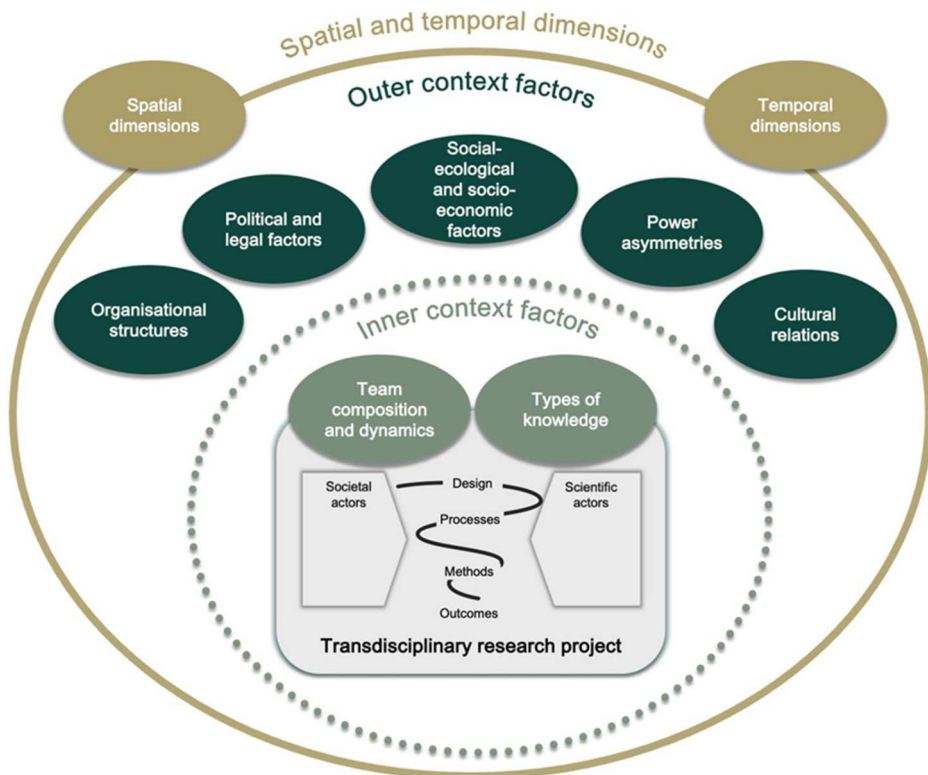 Spatial and temporal dimensions
Outer context factors
Spatial
dimensions
Temporal
dimensions
Social-
ecological
and socio-
economic
factors
Political and
legal factors
Power
asymmetries
Organisational
structures
Cultural
relations
Inner context factors
Team
composition
and dynamics
Types of
knowledge
Societal
actors
Design
Scientific
actors
Processes
Methods
Outcomes
Transdisciplinary research project